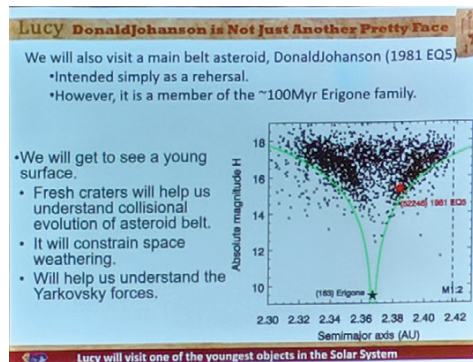 Lucy DonaldJohanson is Not Just Another Pretty Face
We will also visit a main belt asteroid, DonaldJohanson (1981 EQ5)
•Intended simply as a rehersal.
•However, it is a member of the ~100Myr Erigone family.
•We will get to see a young
surface.
• Fresh craters will help us
understand collisional
evolution of asteroid belt.
• It will constrain space
weathering.
• Will help us understand the
Yarkovsky forces.
Absolute magnitude H
18
16
14
12
10
(52246) 1981 EQ5
(163) Erigone
M1:2
2.30 2.32 2.34 2.36 2.38 2.40 2.42
Semimajor axis (AU)
Lucy will visit one of the youngest objects in the Solar System